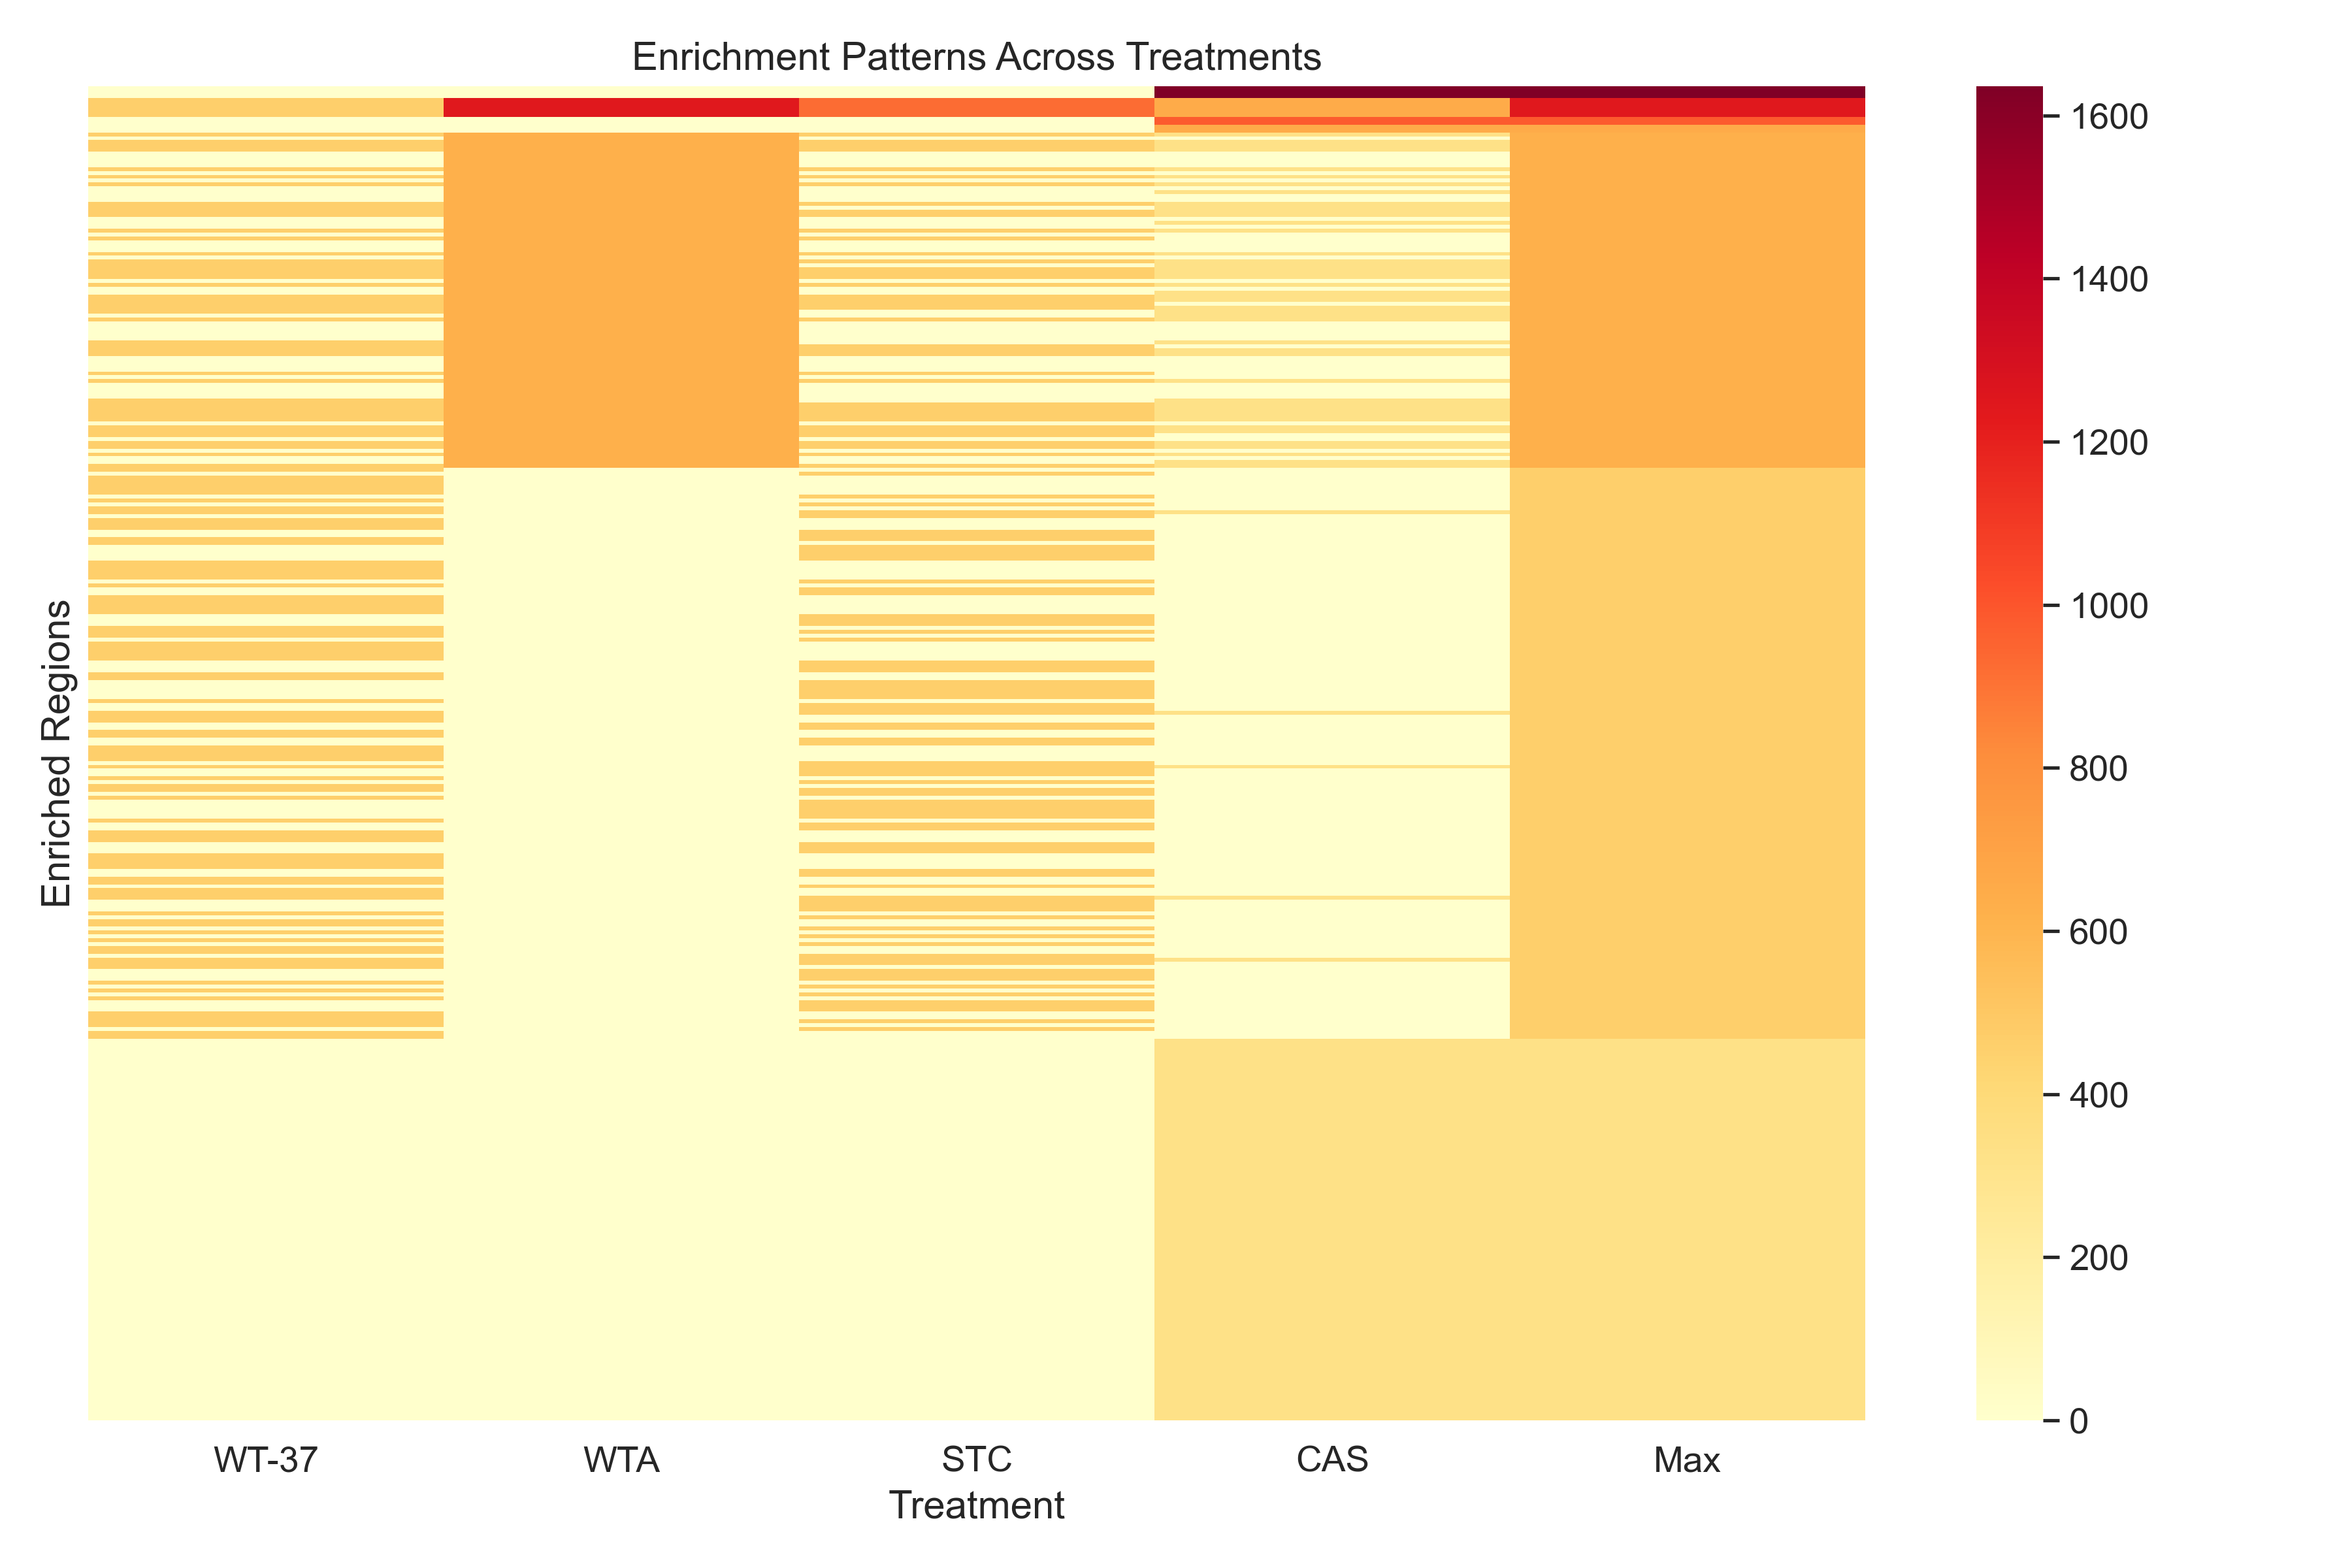 Enrichment Patterns Across Treatments
Enriched Regions
1600
1400
1200
1000
800
600
400
200
0
WT-37
WTA
STC
CAS
Max
Treatment